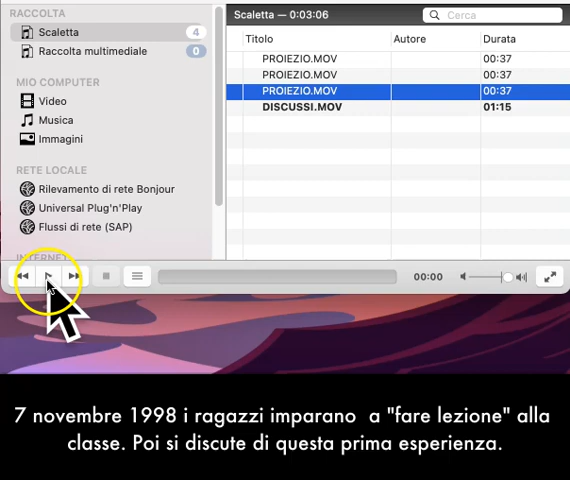 RACCOLTA
Scaletta 4
Raccolta multimediale 0
MIO COMPUTER
Video
Musica
Immagini
RETE LOCALE
Rilevamento di rete Bonjour
Universal Plug'n'Play
Flussi di rete (SAP)
INTERNET
Scaletta — 0:03:06
Cerca
Titolo Autore Durata
PROIEZIO.MOV 00:37
PROIEZIO.MOV 00:37
PROIEZIO.MOV 00:37
DISCUSSI.MOV 01:15
00:00
7 novembre 1998 i ragazzi imparano a "fare lezione" alla
classe. Poi si discute di questa prima esperienza.